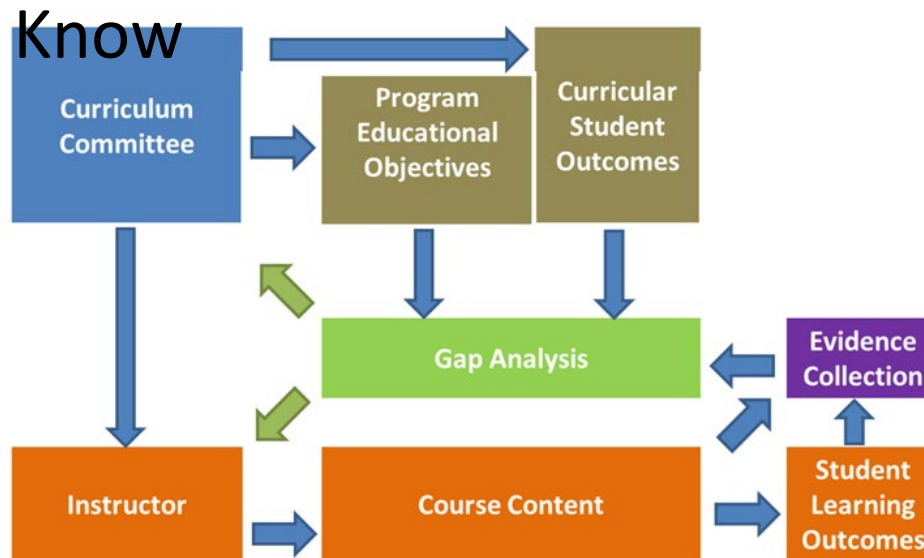 Know
Curriculum
Committee
Program
Educational
Objectives
Curricular
Student
Outcomes
Gap Analysis
Evidence
Collection
Instructor
Course Content
Student
Learning
Outcomes